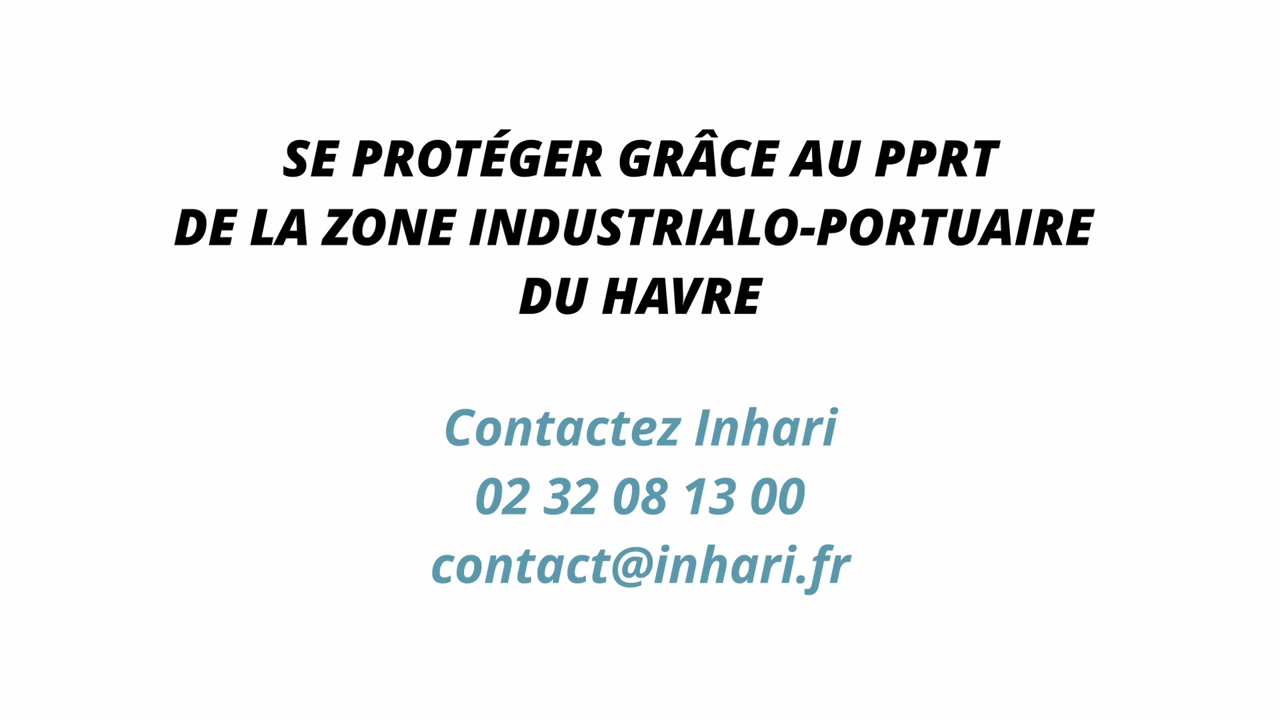 SE PROTÉGER GRÂCE AU PPRT
DE LA ZONE INDUSTRIALO-PORTUAIRE
DU HAVRE
Contactez Inhari
02 32 08 13 00
contact@inhari.fr